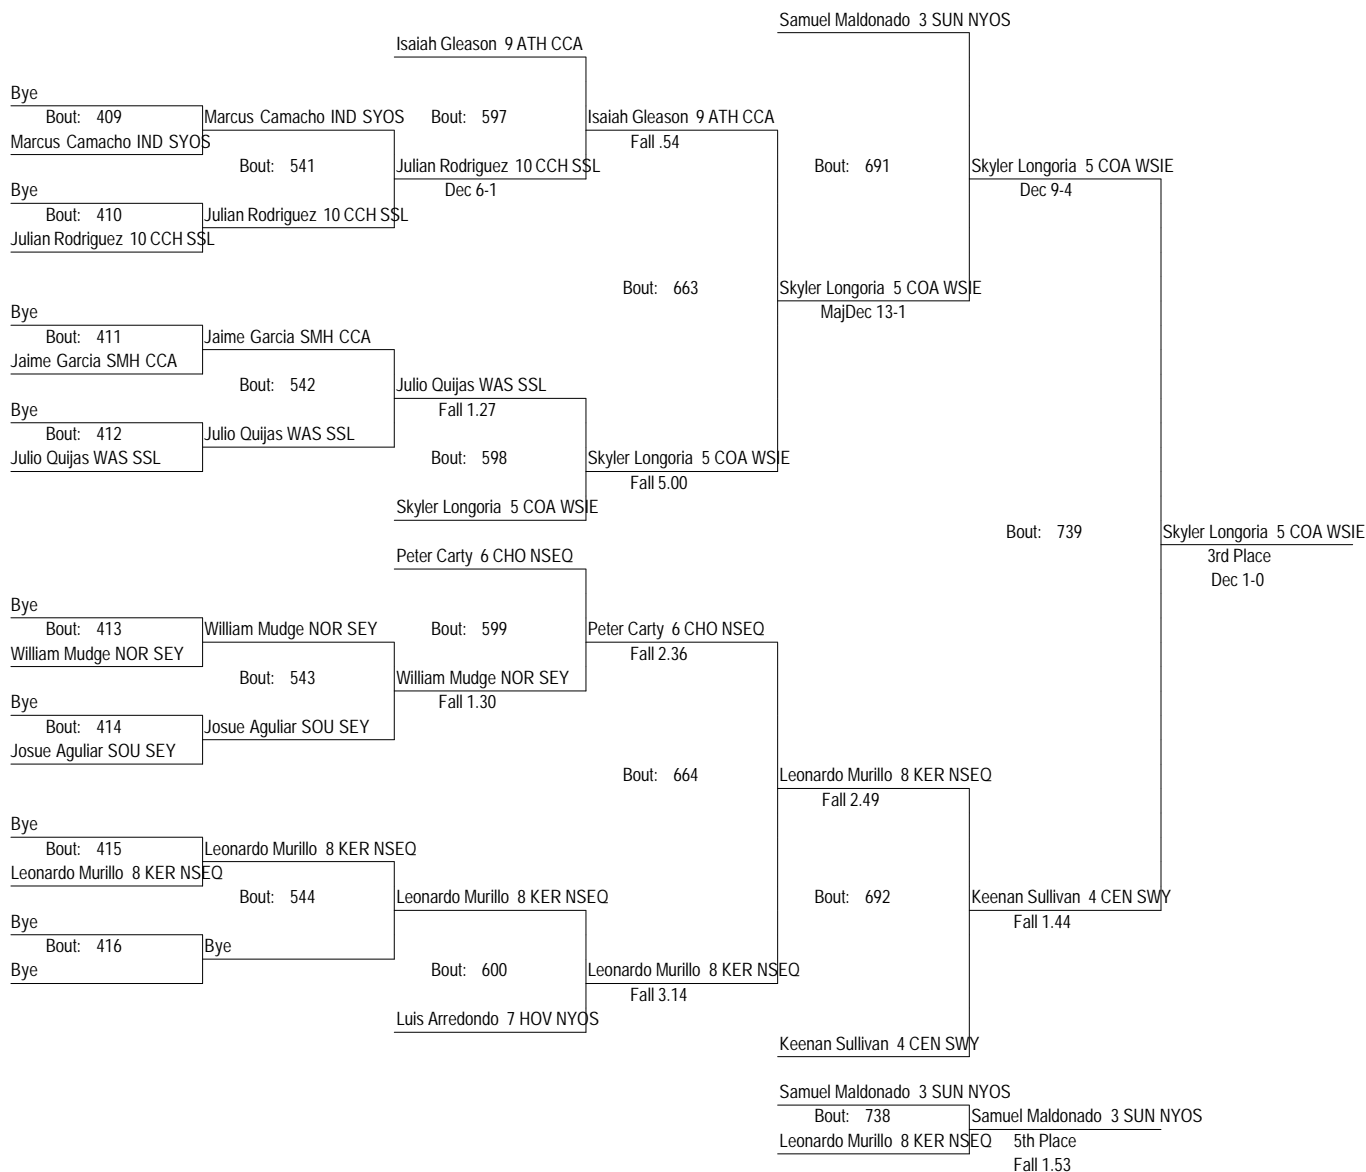 Samuel Maldonado 3 SUN NYOS
Isaiah Gleason 9 ATH CCA
Bye
Bout: 409
Marcus Camacho IND SYOS
Marcus Camacho IND SYOS
Bout: 597
Isaiah Gleason 9 ATH CCA
Fall .54
Bout: 541
Julian Rodriguez 10 CCH SSL
Dec 6-1
Bout: 691
Skyler Longoria 5 COA WSIE
Dec 9-4
Bye
Bout: 410
Julian Rodriguez 10 CCH SSL
Julian Rodriguez 10 CCH SSL
Bout: 663
Skyler Longoria 5 COA WSIE
MajDec 13-1
Bye
Bout: 411
Jaime Garcia SMH CCA
Jaime Garcia SMH CCA
Bout: 542
Julio Quijas WAS SSL
Fall 1.27
Bye
Bout: 412
Julio Quijas WAS SSL
Julio Quijas WAS SSL
Bout: 598
Skyler Longoria 5 COA WSIE
Fall 5.00
Skyler Longoria 5 COA WSIE
Bout: 739
Skyler Longoria 5 COA WSIE
3rd Place
Dec 1-0
Peter Carty 6 CHO NSEQ
Bye
Bout: 413
William Mudge NOR SEY
William Mudge NOR SEY
Bout: 599
Peter Carty 6 CHO NSEQ
Fall 2.36
Bout: 543
William Mudge NOR SEY
Fall 1.30
Bye
Bout: 414
Josue Aguliar SOU SEY
Josue Aguliar SOU SEY
Bout: 664
Leonardo Murillo 8 KER NSEQ
Fall 2.49
Bye
Bout: 415
Leonardo Murillo 8 KER NSEQ
Leonardo Murillo 8 KER NSEQ
Bout: 544
Leonardo Murillo 8 KER NSEQ
Bout: 692
Keenan Sullivan 4 CEN SWY
Fall 1.44
Bye
Bout: 416
Bye
Bye
Bout: 600
Leonardo Murillo 8 KER NSEQ
Fall 3.14
Luis Arredondo 7 HOV NYOS
Keenan Sullivan 4 CEN SWY
Samuel Maldonado 3 SUN NYOS
Bout: 738
Samuel Maldonado 3 SUN NYOS
Leonardo Murillo 8 KER NSEQ
5th Place
Fall 1.53